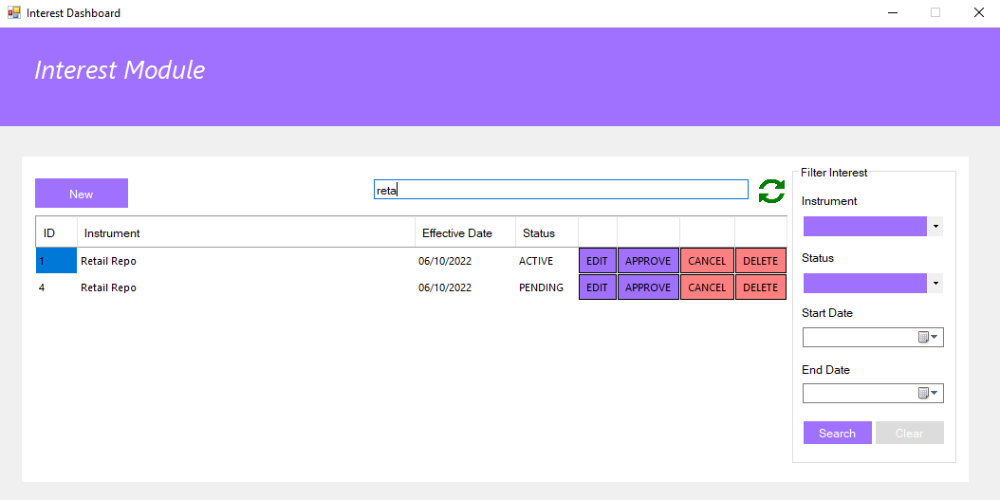 Interest Dashboard
Interest Module
New
reta
ID Instrument Effective Date Status
1 Retail Repo 06/10/2022 ACTIVE EDIT APPROVE CANCEL DELETE
4 Retail Repo 06/10/2022 PENDING EDIT APPROVE CANCEL DELETE
Filter Interest
Instrument
Status
Start Date
End Date
Search Clear